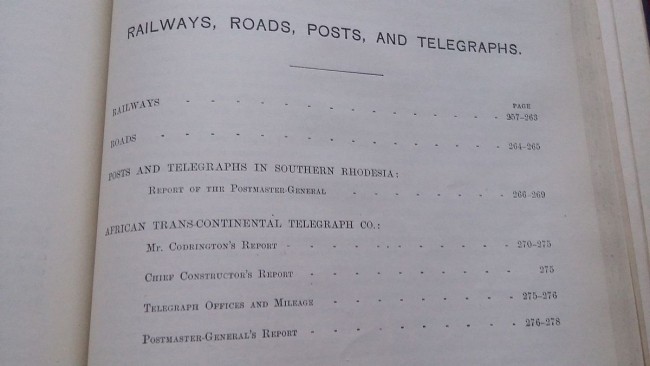 RAILWAYS, ROADS, POSTS, AND TELEGRAPHS.
PAGE
RAILWAYS - - - - - - - - - - - - - 257-263
ROADS - - - - - - - - - - - - - - 264-265
POSTS AND TELEGRAPHS IN SOUTHERN RHODESIA:
REPORT OF THE POSTMASTER-GENERAL - - - - - - - 266-269
AFRICAN TRANS-CONTINENTAL TELEGRAPH CO.:
MR. CODRINGTON'S REPORT - - - - - - - - - - 270-275
CHIEF CONSTRUCTOR'S REPORT - - - - - - - - - 275
TELEGRAPH OFFICES AND MILEAGE - - - - - - - - - 275-276
POSTMASTER-GENERAL'S REPORT - - - - - - - - - 276-278